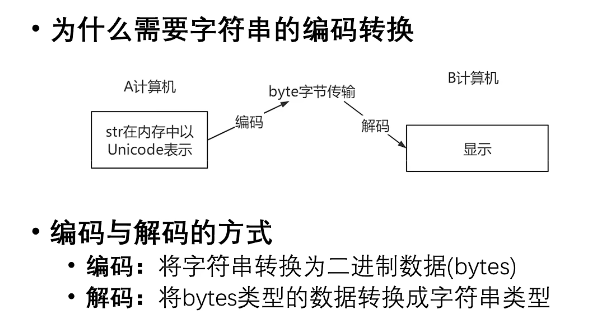 • 为什么需要字符串的编码转换
A计算机
B计算机
byte字节传输
编码
解码
str在内存中以
Unicode表示
显示
• 编码与解码的方式
• 编码：将字符串转换为二进制数据(bytes)
• 解码：将bytes类型的数据转换成字符串类型